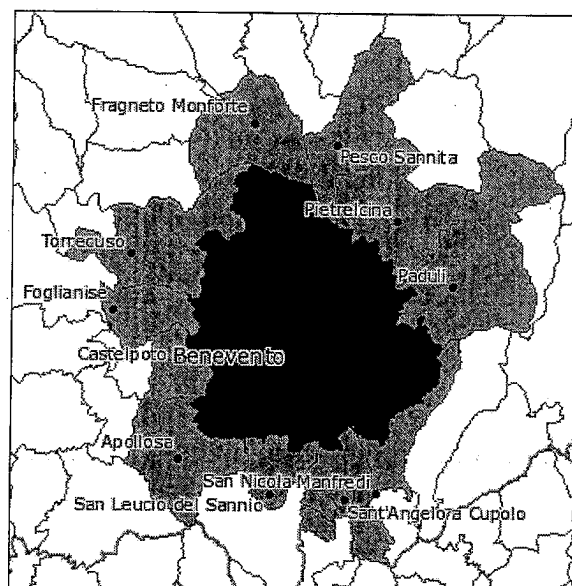 Fragneto Monforte
Pesco Sannita
Pietrelcina
Torrecuso
Paduli
Foglianise
Castelpoto
Benevento
Apollosa
San Nicola Manfredi
San Leucio del Sannio
Sant'Angelo a Cupolo